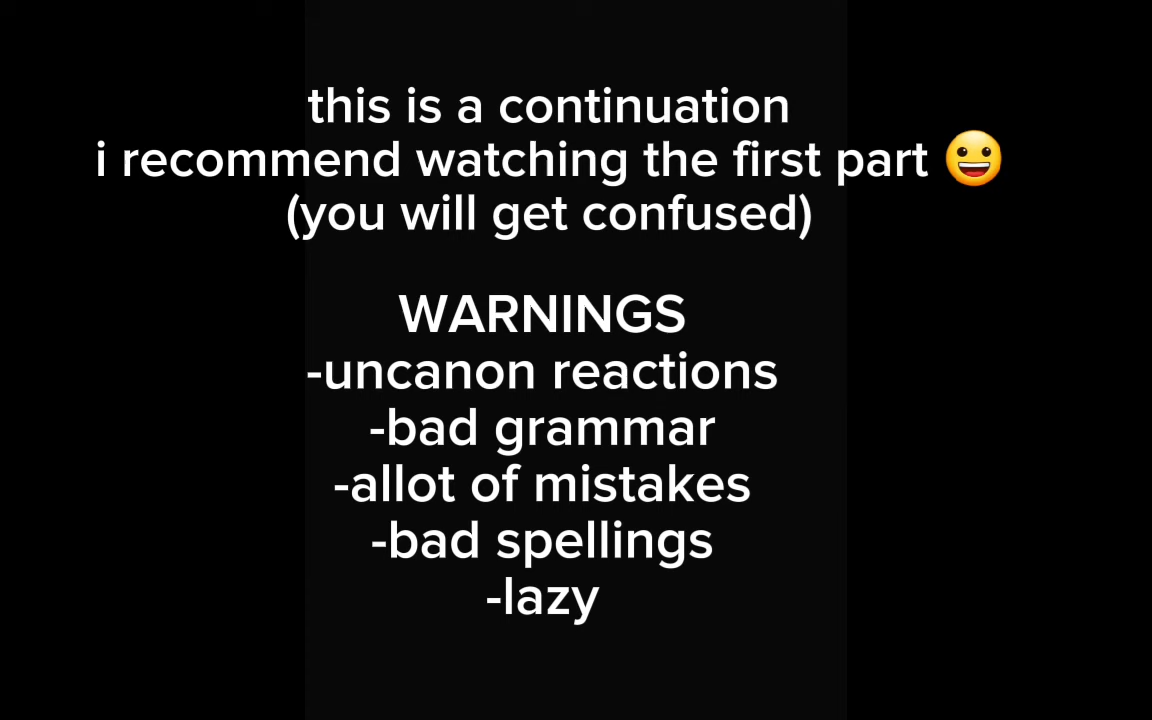 this is a continuation
i recommend watching the first part 😀
(you will get confused)
WARNINGS
-uncanon reactions
-bad grammar
-allot of mistakes
-bad spellings
-lazy